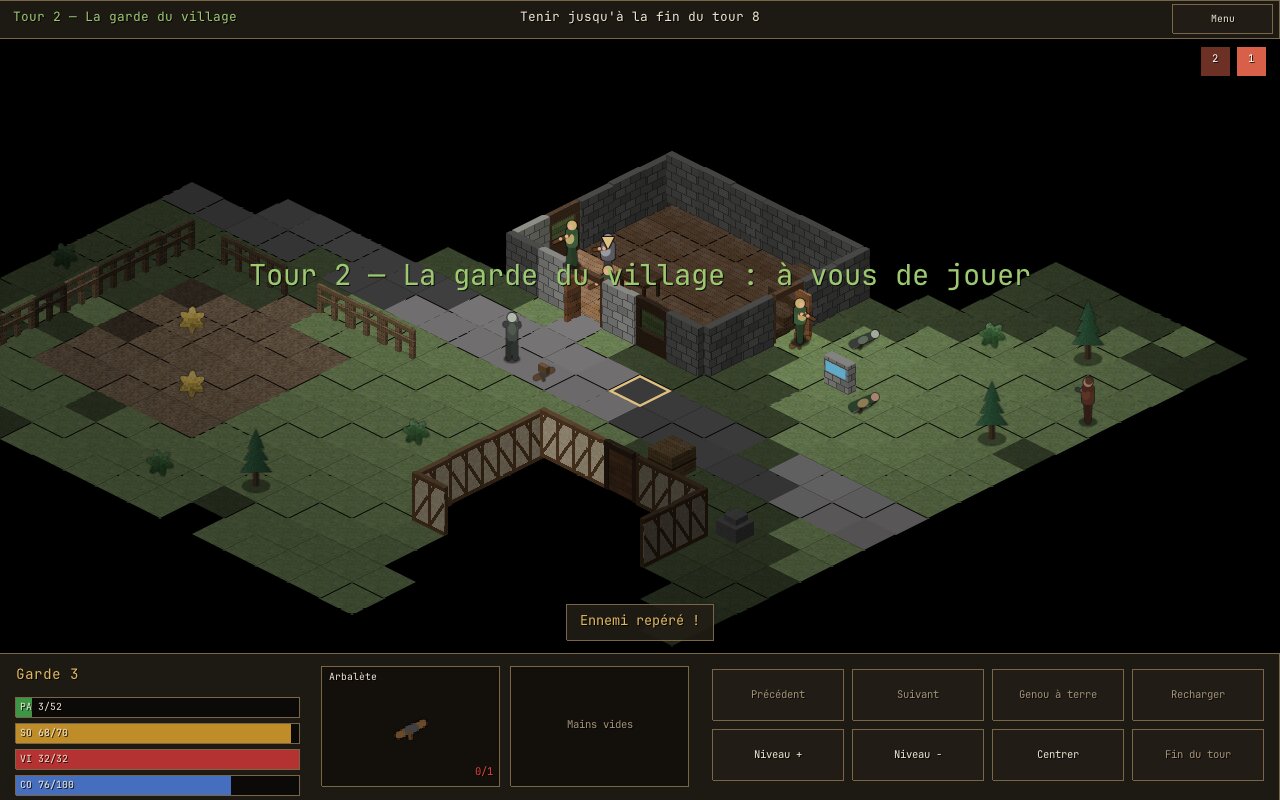 Tour 2 — La garde du village
Tenir jusqu'à la fin du tour 8
Menu
2
1
Tour 2 — La garde du village : à vous de jouer
Ennemi repéré !
Garde 3
PA 3/52
SO 68/70
VI 32/32
CO 76/100
Arbalète
0/1
Mains vides
Précédent
Suivant
Genou à terre
Recharger
Niveau +
Niveau -
Centrer
Fin du tour